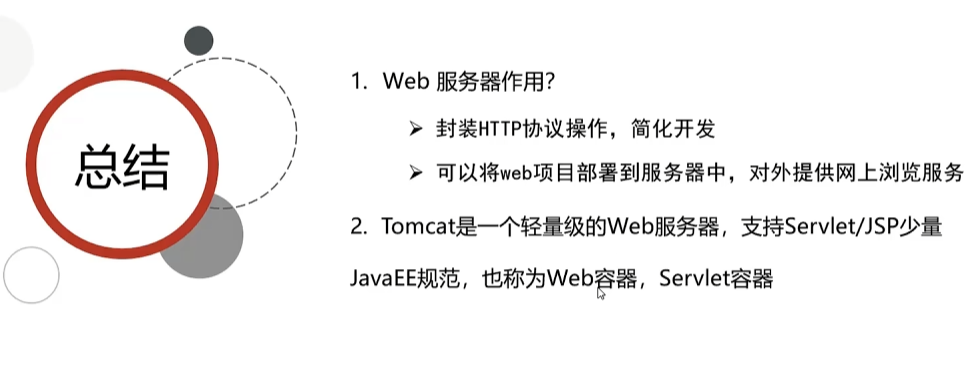 总结
1. Web 服务器作用?
➢ 封装HTTP协议操作，简化开发
➢ 可以将web项目部署到服务器中，对外提供网上浏览服务
2. Tomcat是一个轻量级的Web服务器，支持Servlet/JSP少量
JavaEE规范，也称为Web容器，Servlet容器